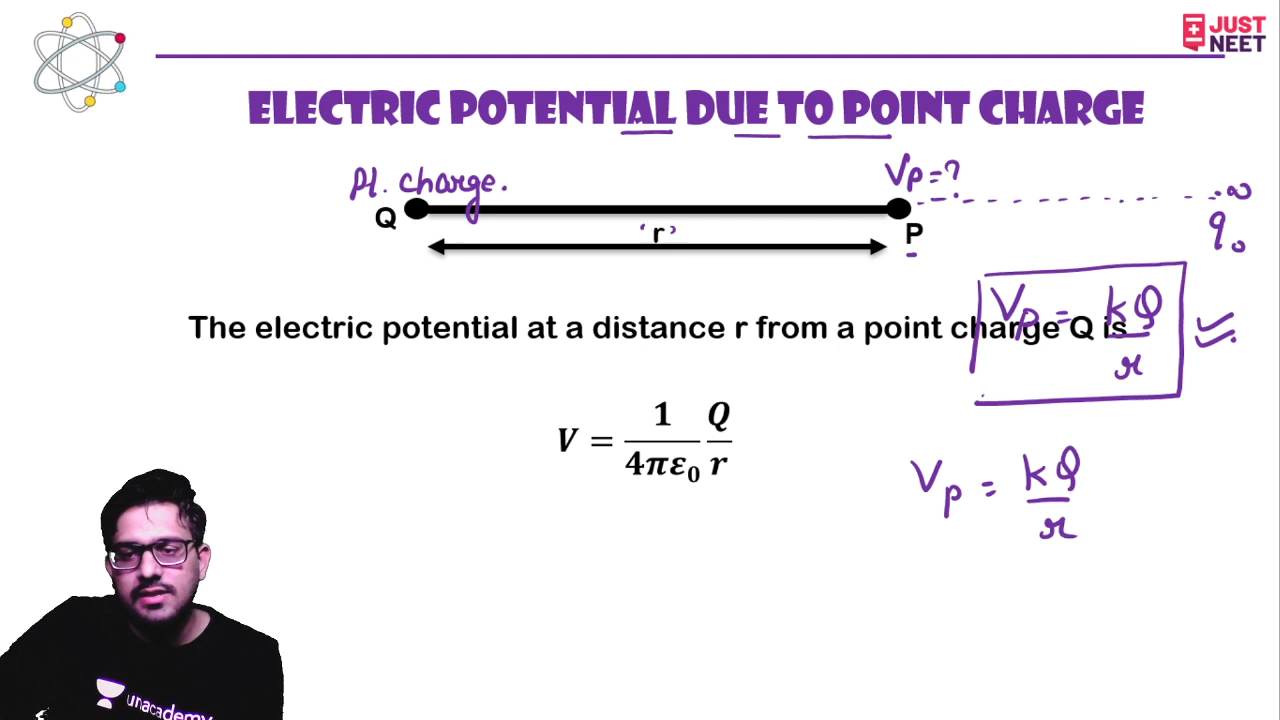 JUST
NEET
ELECTRIC POTENTIAL DUE TO POINT CHARGE
Pt. charge.
Vp = ?
∞
Q
'r'
P
q₀
The electric potential at a distance r from a point charge Q is
Vp = kQ/r
V = 1/4πε₀ Q/r
Vp = kQ/r
unacademy